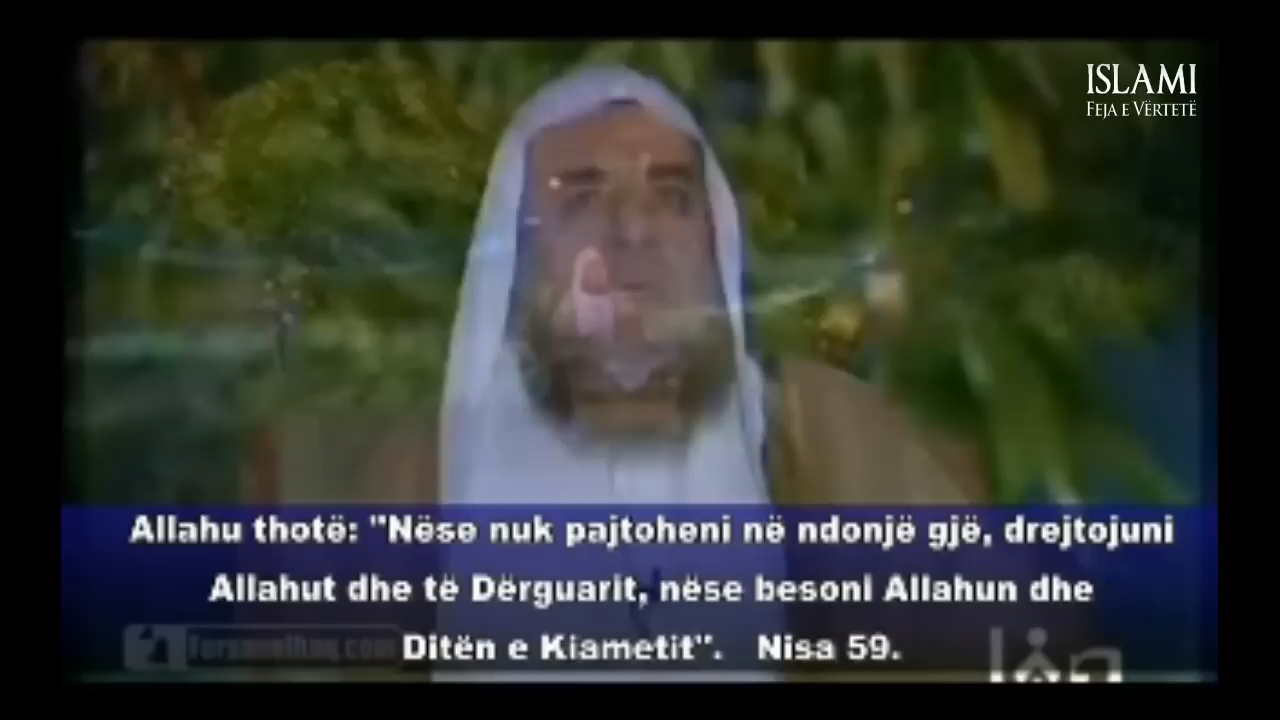 ISLAMI
FEJA E VËRTETË
Allahu thotë: "Nëse nuk pajtoheni në ndonjë gjë, drejtojuni
Allahut dhe të Dërguarit, nëse besoni Allahun dhe
Ditën e Kiametit". Nisa 59.